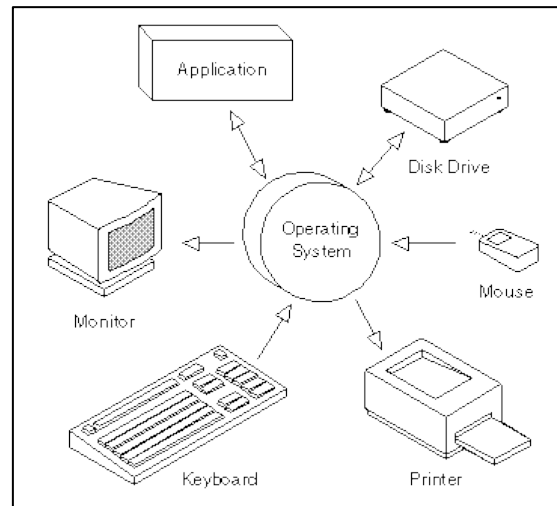 Application
Disk Drive
Operating
System
Monitor
Mouse
Keyboard
Printer